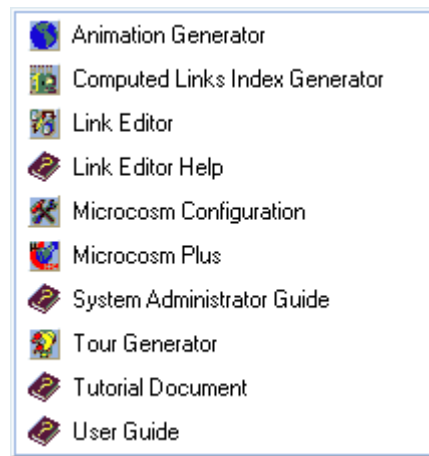 Animation Generator
Computed Links Index Generator
Link Editor
Link Editor Help
Microcosm Configuration
Microcosm Plus
System Administrator Guide
Tour Generator
Tutorial Document
User Guide